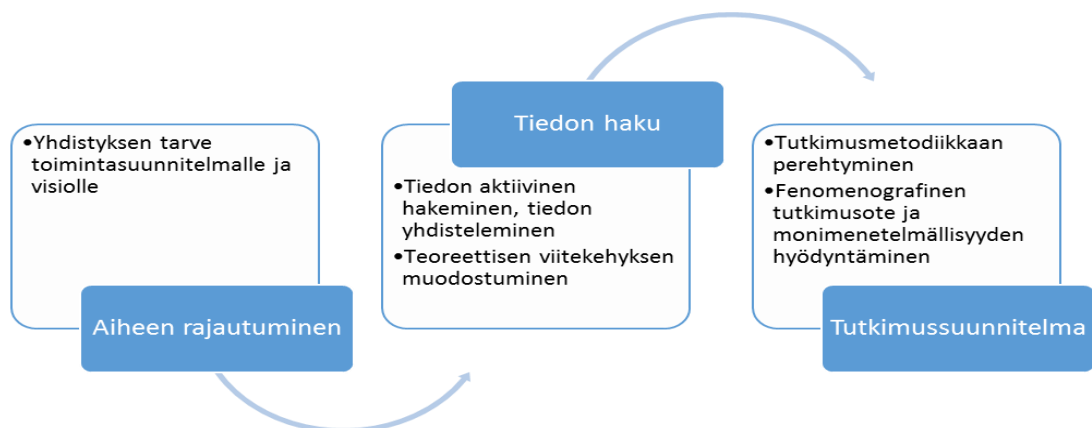 •Yhdistyksen tarve
toimintasuunnitelmalle ja
visiolle
Aiheen rajautuminen
Tiedon haku
•Tiedon aktiivinen
hakeminen, tiedon
yhdisteleminen
•Teoreettisen viitekehyksen
muodostuminen
•Tutkimusmetodiikkaan
perehtyminen
•Fenomenografinen
tutkimusote ja
monimenetelmällisyyden
hyödyntäminen
Tutkimussuunnitelma